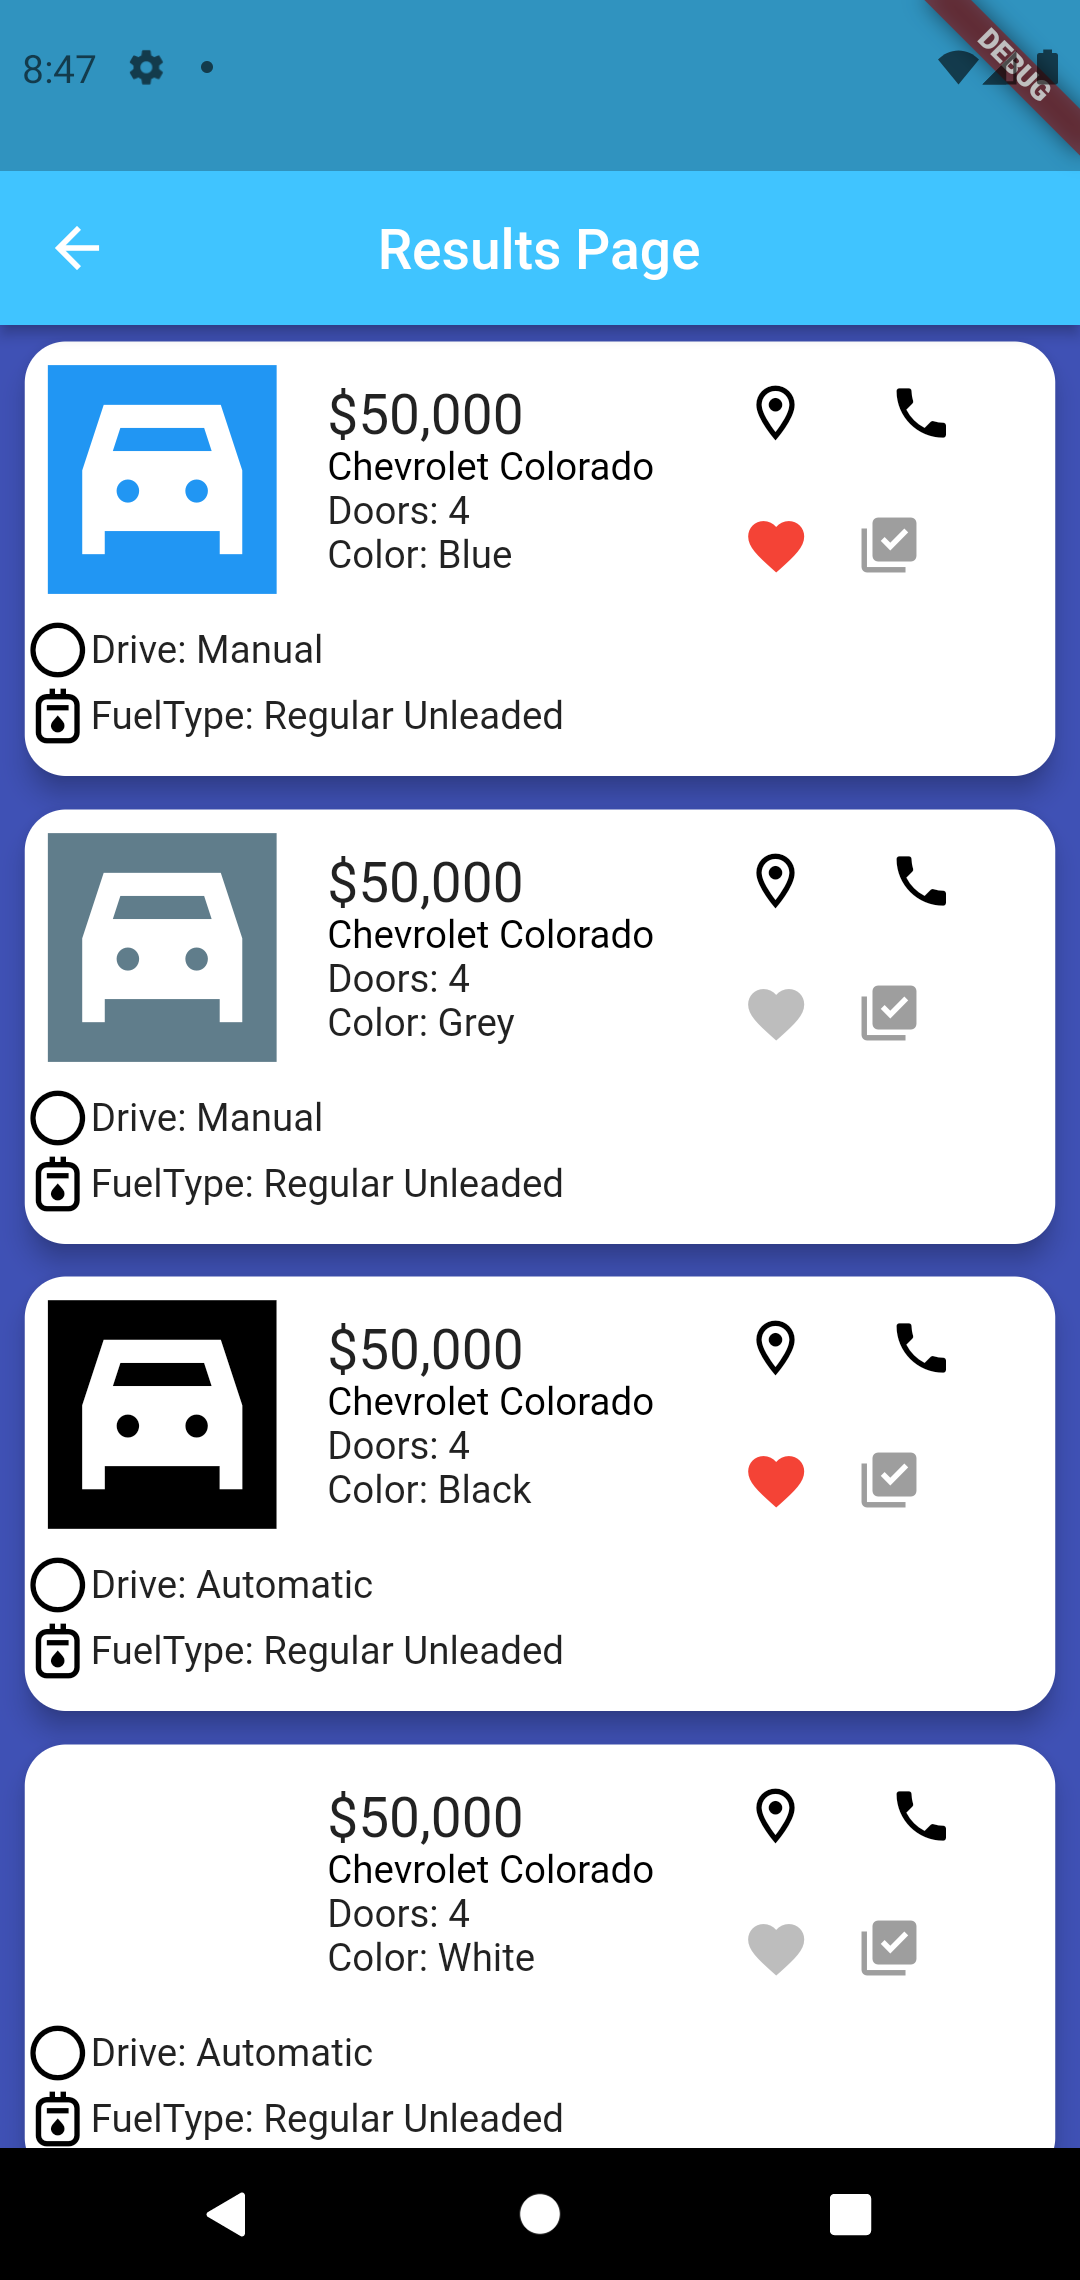 8:47
DEBUG
Results Page
$50,000
Chevrolet Colorado
Doors: 4
Color: Blue
Drive: Manual
FuelType: Regular Unleaded
$50,000
Chevrolet Colorado
Doors: 4
Color: Grey
Drive: Manual
FuelType: Regular Unleaded
$50,000
Chevrolet Colorado
Doors: 4
Color: Black
Drive: Automatic
FuelType: Regular Unleaded
$50,000
Chevrolet Colorado
Doors: 4
Color: White
Drive: Automatic
FuelType: Regular Unleaded